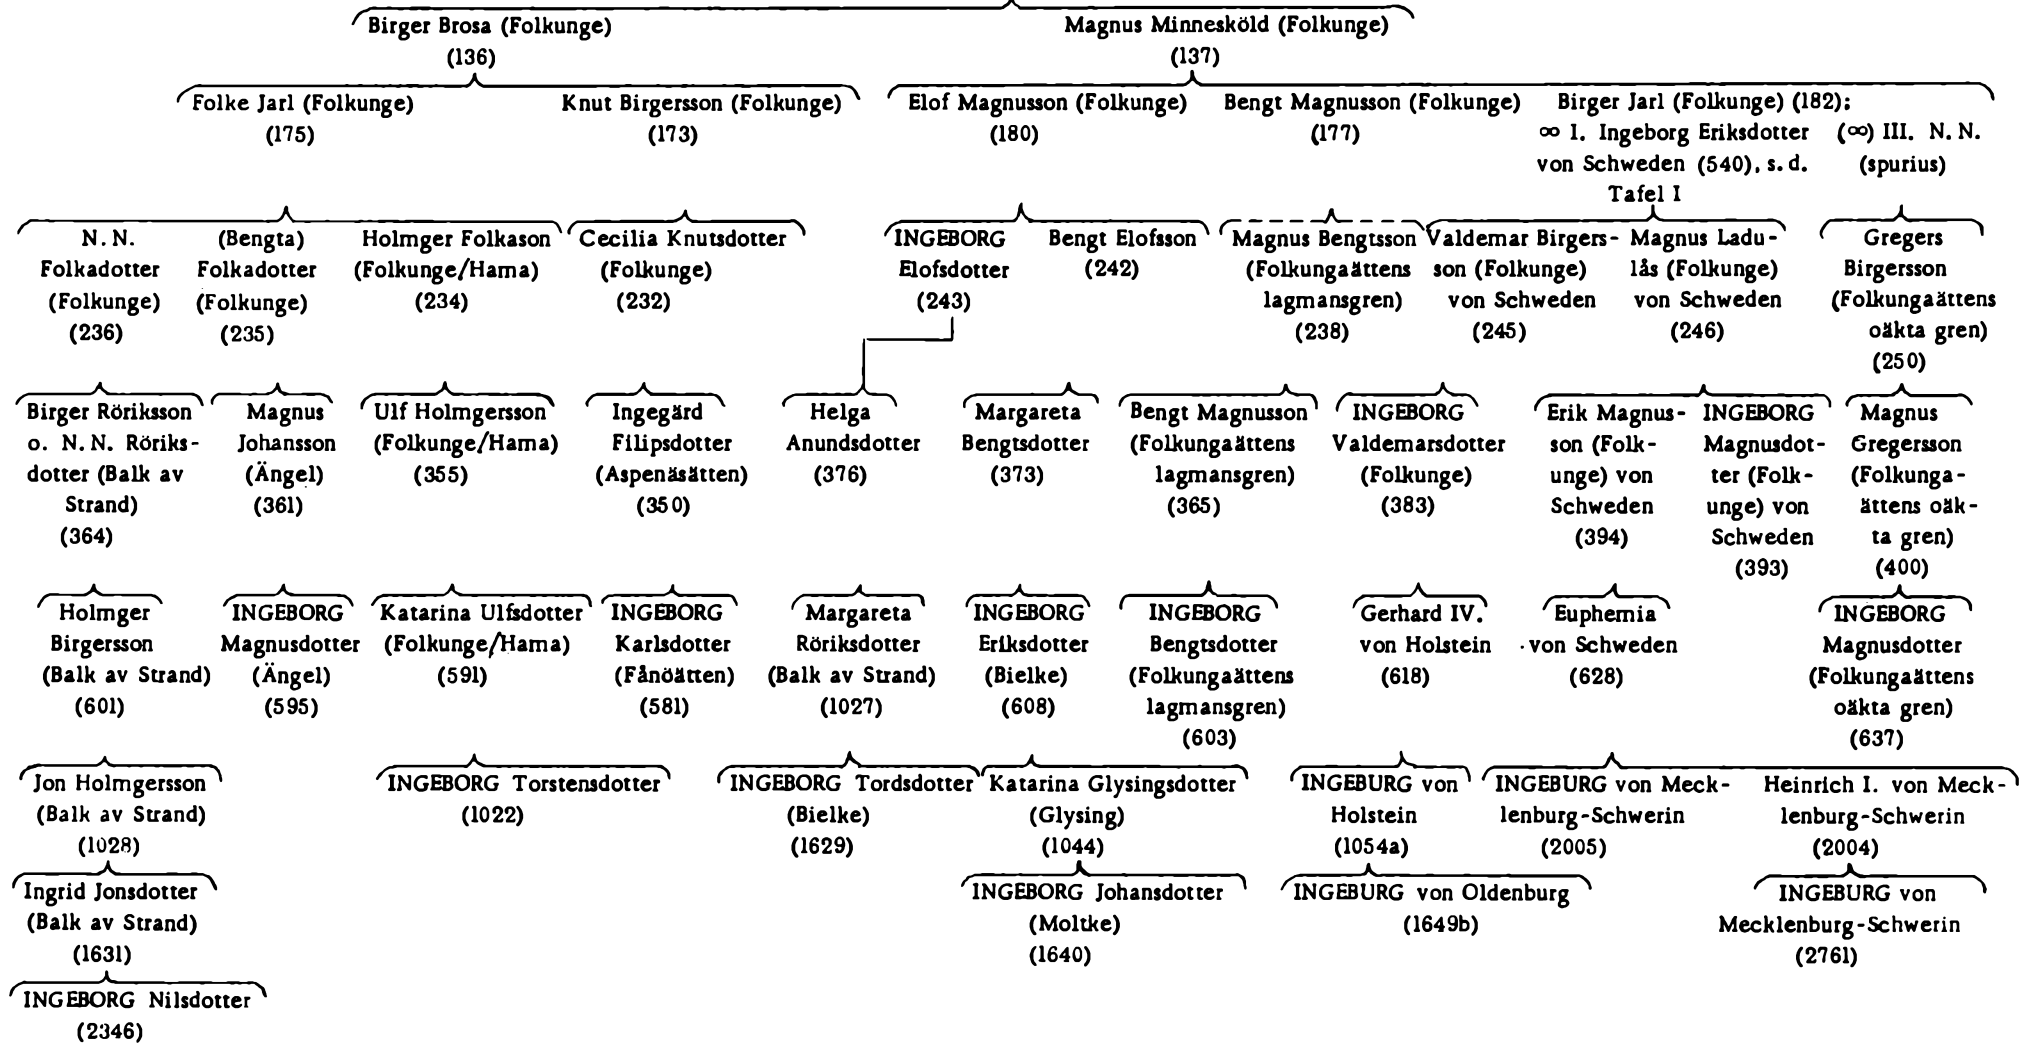 Birger Brosa (Folkunge)
(136)
Magnus Minnesköld (Folkunge)
(137)
Folke Jarl (Folkunge)
(175)
Knut Birgersson (Folkunge)
(173)
Elof Magnusson (Folkunge)
(180)
Bengt Magnusson (Folkunge)
(177)
Birger Jarl (Folkunge) (182):
∞ I. Ingeborg Eriksdotter
von Schweden (540), s. d.
Tafel I
(∞) III. N. N.
(spurius)
N. N.
Folkadotter
(Folkunge)
(236)
(Bengta)
Folkadotter
(Folkunge)
(235)
Holmger Folkason
(Folkunge/Hama)
(234)
Cecilia Knutsdotter
(Folkunge)
(232)
INGEBORG
Elofsdotter
(243)
Bengt Elofsson
(242)
Magnus Bengtsson
(Folkungaättens
lagmansgren)
(238)
Valdemar Birgers-
son (Folkunge)
von Schweden
(245)
Magnus Ladu-
lås (Folkunge)
von Schweden
(246)
Gregers
Birgersson
(Folkungaättens
oäkta gren)
(250)
Birger Röriksson
o. N. N. Röriks-
dotter (Balk av
Strand)
(364)
Magnus
Johansson
(Ängel)
(361)
Ulf Holmgersson
(Folkunge/Hama)
(355)
Ingegärd
Filipsdotter
(Aspenäsätten)
(350)
Helga
Anundsdotter
(376)
Margareta
Bengtsdotter
(373)
Bengt Magnusson
(Folkungaättens
lagmansgren)
(365)
INGEBORG
Valdemarsdotter
(Folkunge)
(383)
Erik Magnus-
son (Folk-
unge) von
Schweden
(394)
INGEBORG
Magnusdot-
ter (Folk-
unge) von
Schweden
(393)
Magnus
Gregersson
(Folkunga-
ättens oäk-
ta gren)
(400)
Holmger
Birgersson
(Balk av Strand)
(601)
INGEBORG
Magnusdotter
(Ängel)
(595)
Katarina Ulfsdotter
(Folkunge/Hama)
(591)
INGEBORG
Karlsdotter
(Fånöätten)
(581)
Margareta
Röriksdotter
(Balk av Strand)
(1027)
INGEBORG
Eriksdotter
(Bielke)
(608)
INGEBORG
Bengtsdotter
(Folkungaättens
lagmansgren)
(603)
Gerhard IV.
von Holstein
(618)
Euphemia
von Schweden
(628)
INGEBORG
Magnusdotter
(Folkungaättens
oäkta gren)
(637)
Jon Holmgersson
(Balk av Strand)
(1028)
INGEBORG Torstensdotter
(1022)
INGEBORG Tordsdotter
(Bielke)
(1629)
Katarina Glysingsdotter
(Glysing)
(1044)
INGEBURG von
Holstein
(1054a)
INGEBURG von Meck-
lenburg-Schwerin
(2005)
Heinrich I. von Meck-
lenburg-Schwerin
(2004)
Ingrid Jonsdotter
(Balk av Strand)
(1631)
INGEBORG Johansdotter
(Moltke)
(1640)
INGEBURG von Oldenburg
(1649b)
INGEBURG von
Mecklenburg-Schwerin
(2761)
INGEBORG Nilsdotter
(2346)